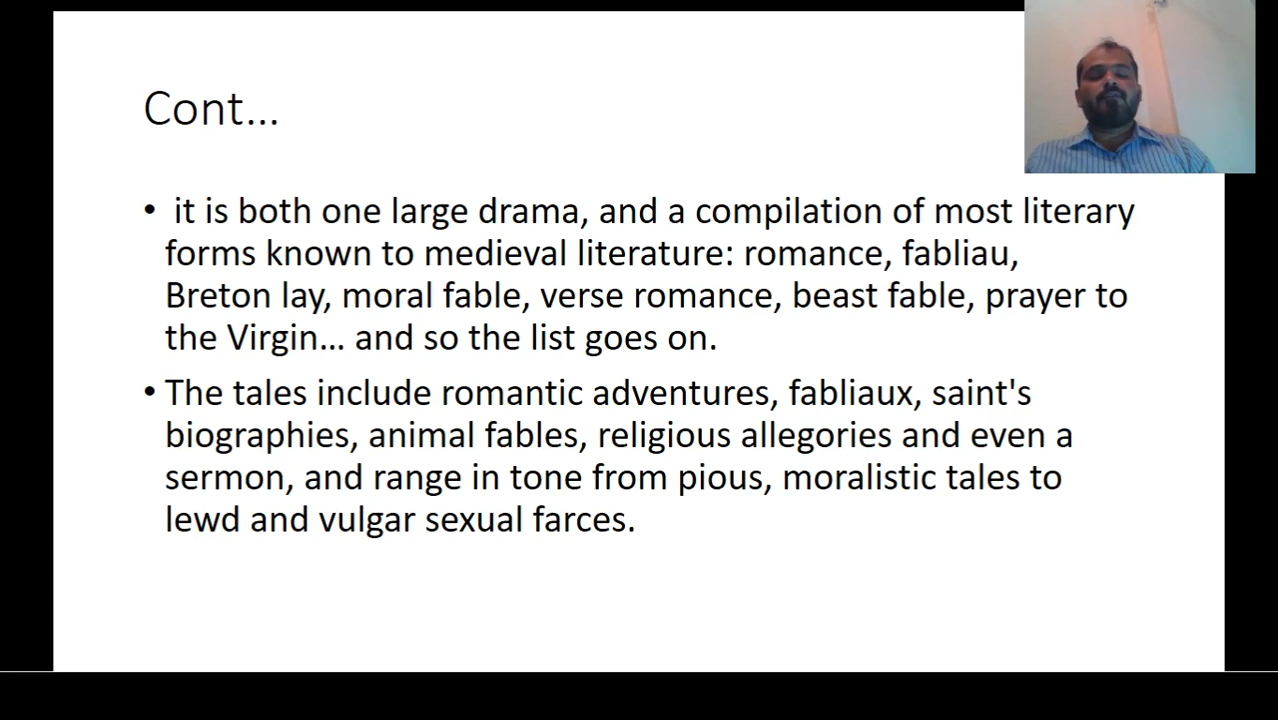 Cont...
• it is both one large drama, and a compilation of most literary
forms known to medieval literature: romance, fabliau,
Breton lay, moral fable, verse romance, beast fable, prayer to
the Virgin... and so the list goes on.
• The tales include romantic adventures, fabliaux, saint's
biographies, animal fables, religious allegories and even a
sermon, and range in tone from pious, moralistic tales to
lewd and vulgar sexual farces.